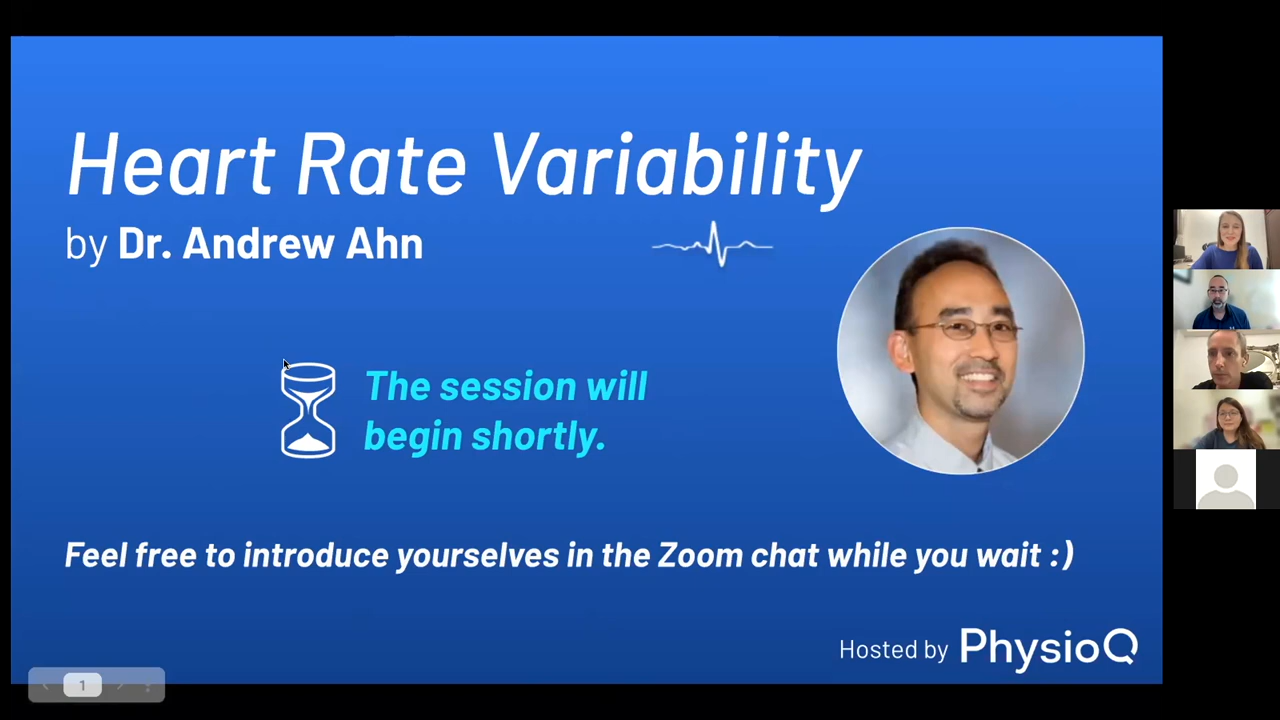 Heart Rate Variability
by Dr. Andrew Ahn
The session will
begin shortly.
Feel free to introduce yourselves in the Zoom chat while you wait :)
Hosted by PhysioQ
1